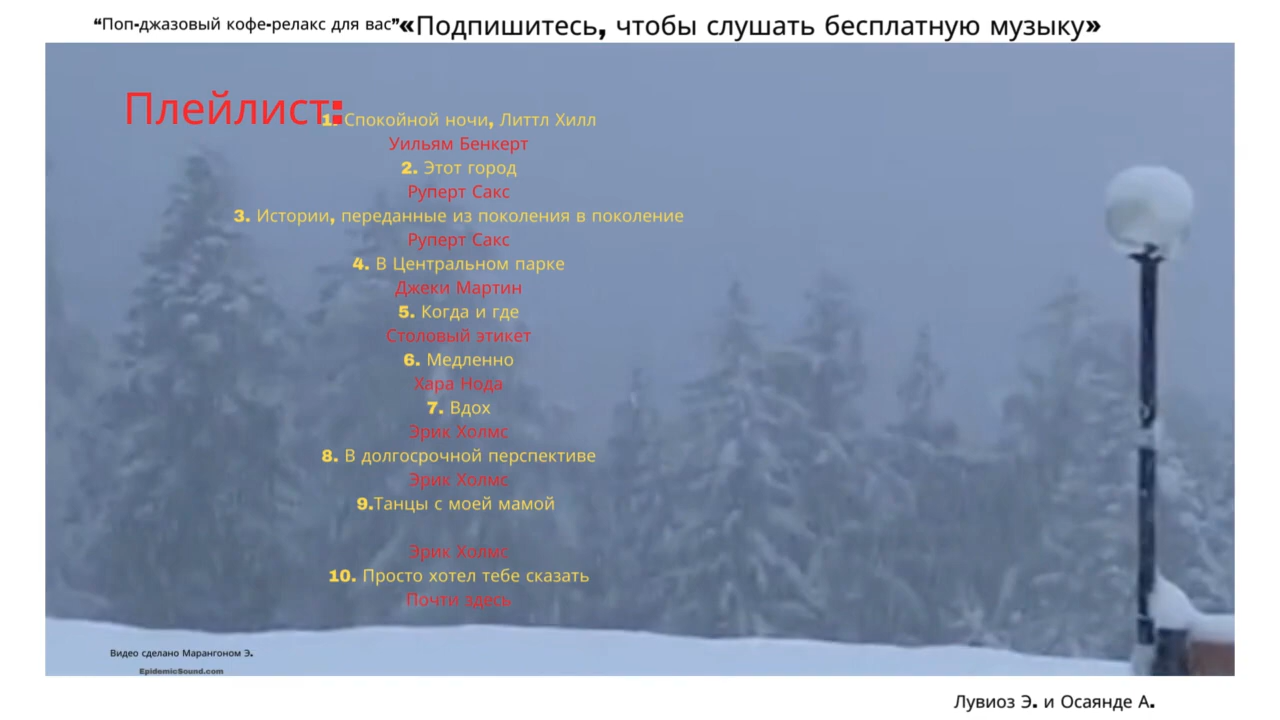 “Поп-джазовый кофе-релакс для вас”«Подпишитесь, чтобы слушать бесплатную музыку»
Плейлист:
1. Спокойной ночи, Литтл Хилл
Уильям Бенкерт
2. Этот город
Руперт Сакс
3. Истории, переданные из поколения в поколение
Руперт Сакс
4. В Центральном парке
Джеки Мартин
5. Когда и где
Столовый этикет
6. Медленно
Хара Нода
7. Вдох
Эрик Холмс
8. В долгосрочной перспективе
Эрик Холмс
9.Танцы с моей мамой
Эрик Холмс
10. Просто хотел тебе сказать
Почти здесь
Видео сделано Марангоном Э.
EpidemicSound.com
Лувиоз Э. и Осаянде А.